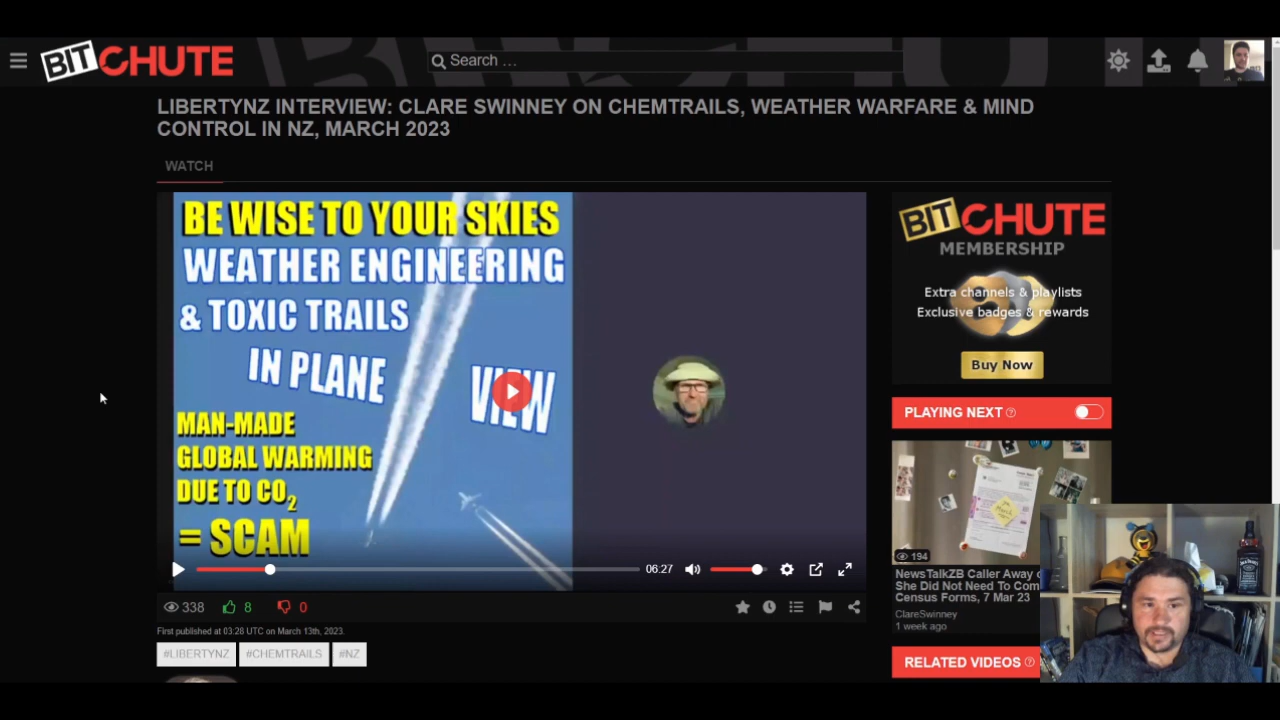 BITCHUTE
Search ...
LIBERTYNZ INTERVIEW: CLARE SWINNEY ON CHEMTRAILS, WEATHER WARFARE & MIND
CONTROL IN NZ, MARCH 2023
WATCH
BE WISE TO YOUR SKIES
WEATHER ENGINEERING
& TOXIC TRAILS
IN PLANE
VIEW
MAN-MADE
GLOBAL WARMING
DUE TO CO2
= SCAM
06:27
338
8
0
First published at 03:28 UTC on March 13th, 2023.
#LIBERTYNZ
#CHEMTRAILS
#NZ
BITCHUTE
MEMBERSHIP
Extra channels & playlists
Exclusive badges & rewards
Buy Now
PLAYING NEXT
194
NewsTalkZB Caller Away
She Did Not Need To Com
Census Forms, 7 Mar 23
ClareSwinney
1 week ago
RELATED VIDEOS